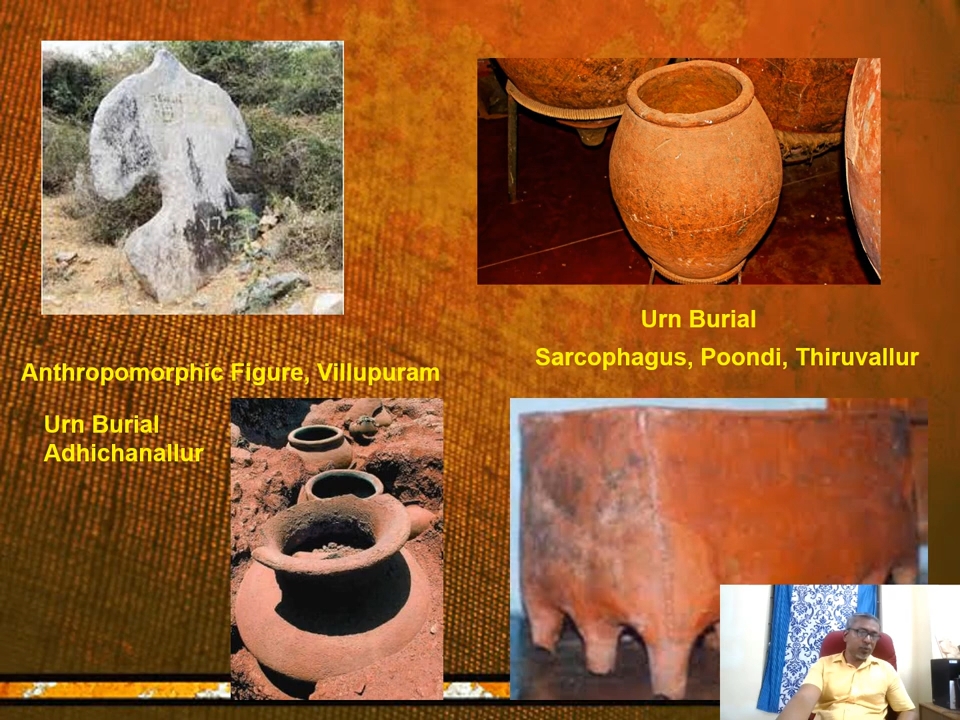 Urn Burial
Sarcophagus, Poondi, Thiruvallur
Anthropomorphic Figure, Villupuram
Urn Burial
Adhichanallur